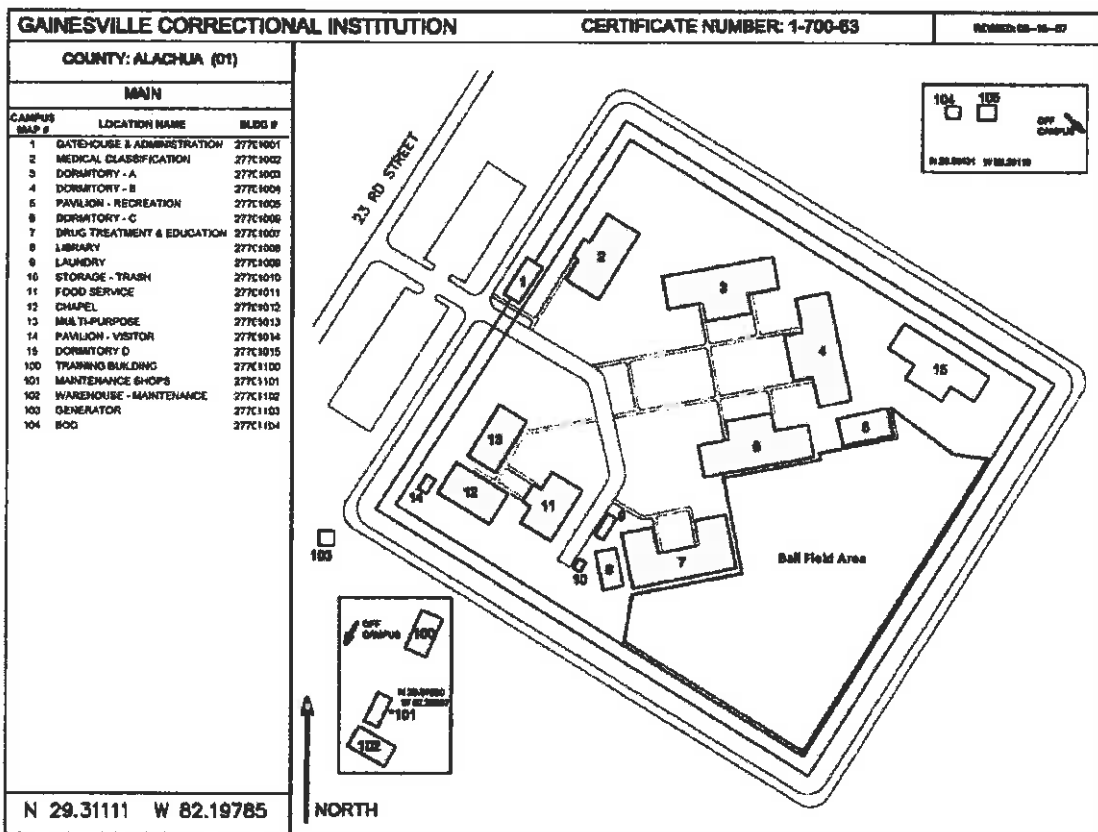 GAINESVILLE CORRECTIONAL INSTITUTION
CERTIFICATE NUMBER: 1-700-63
COUNTY: ALACHUA (01)
MAIN
CAMPUS MAP # LOCATION NAME BLDG #
1 GATEHOUSE & ADMINISTRATION 277C1001
2 MEDICAL CLASSIFICATION 277C1002
3 DORMITORY - A 277C1003
4 DORMITORY - B 277C1004
5 PAVILION - RECREATION 277C1005
6 DORMITORY - C 277C1006
7 DRUG TREATMENT & EDUCATION 277C1007
8 LIBRARY 277C1008
9 LAUNDRY 277C1009
10 STORAGE - TRASH 277C1010
11 FOOD SERVICE 277C1011
12 CHAPEL 277C1012
13 MULTI-PURPOSE 277C1013
14 PAVILION - VISITOR 277C1014
15 DORMITORY D 277C1015
100 TRAINING BUILDING 277C1100
101 MAINTENANCE SHOPS 277C1101
102 WAREHOUSE - MAINTENANCE 277C1102
103 GENERATOR 277C1103
104 277C1104
N 29.31111 W 82.19785
23 RD STREET
104
OFF
CAMPUS
1
2
3
4
15
13
14
12
11
10
7
Ball Field Area
103
OFF
CAMPUS
100
101
102
NORTH